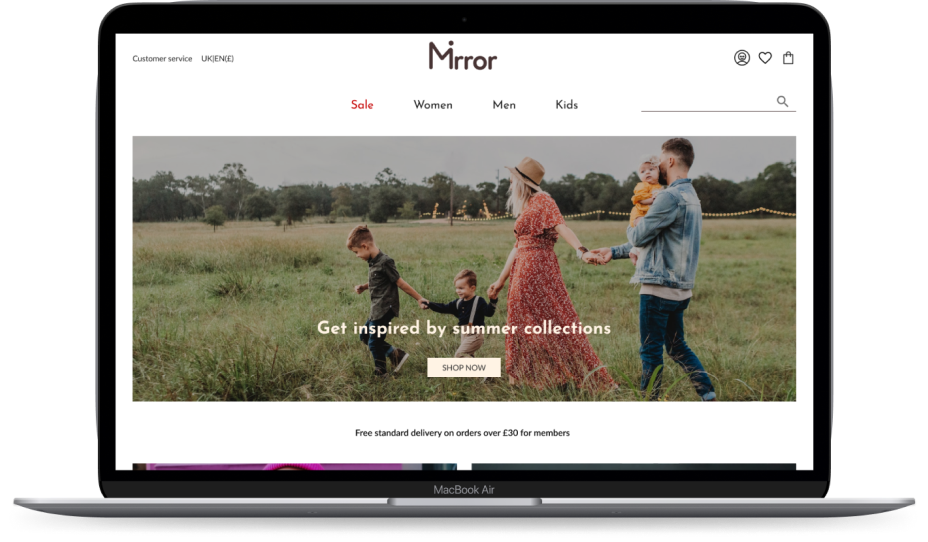 Customer service UK|EN(£)
Mirror
Sale Women Men Kids
Get inspired by summer collections
SHOP NOW
Free standard delivery on orders over £30 for members
MacBook Air